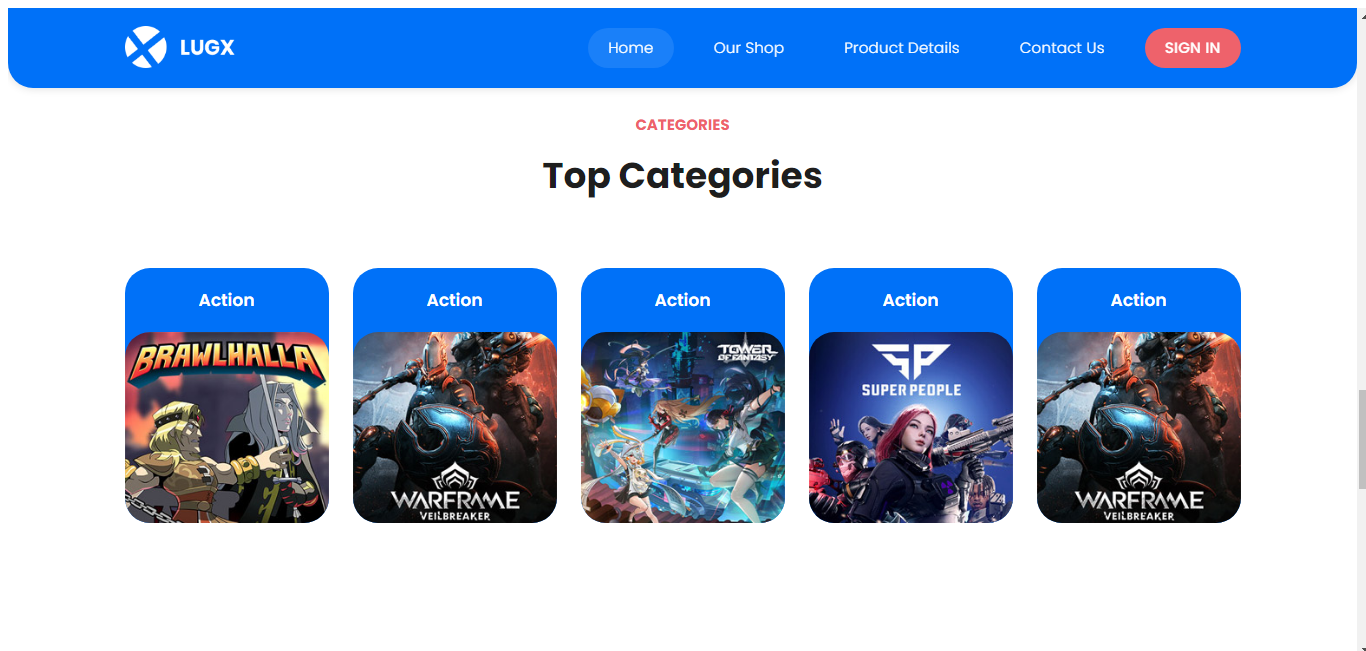 LUGX
Home
Our Shop
Product Details
Contact Us
SIGN IN
CATEGORIES
Top Categories
Action
Action
Action
Action
Action
BRAWLHALLA
WARFRAME
VEILBREAKER
TOWER
OF FANTASY
SUPER PEOPLE
WARFRAME
VEILBREAKER